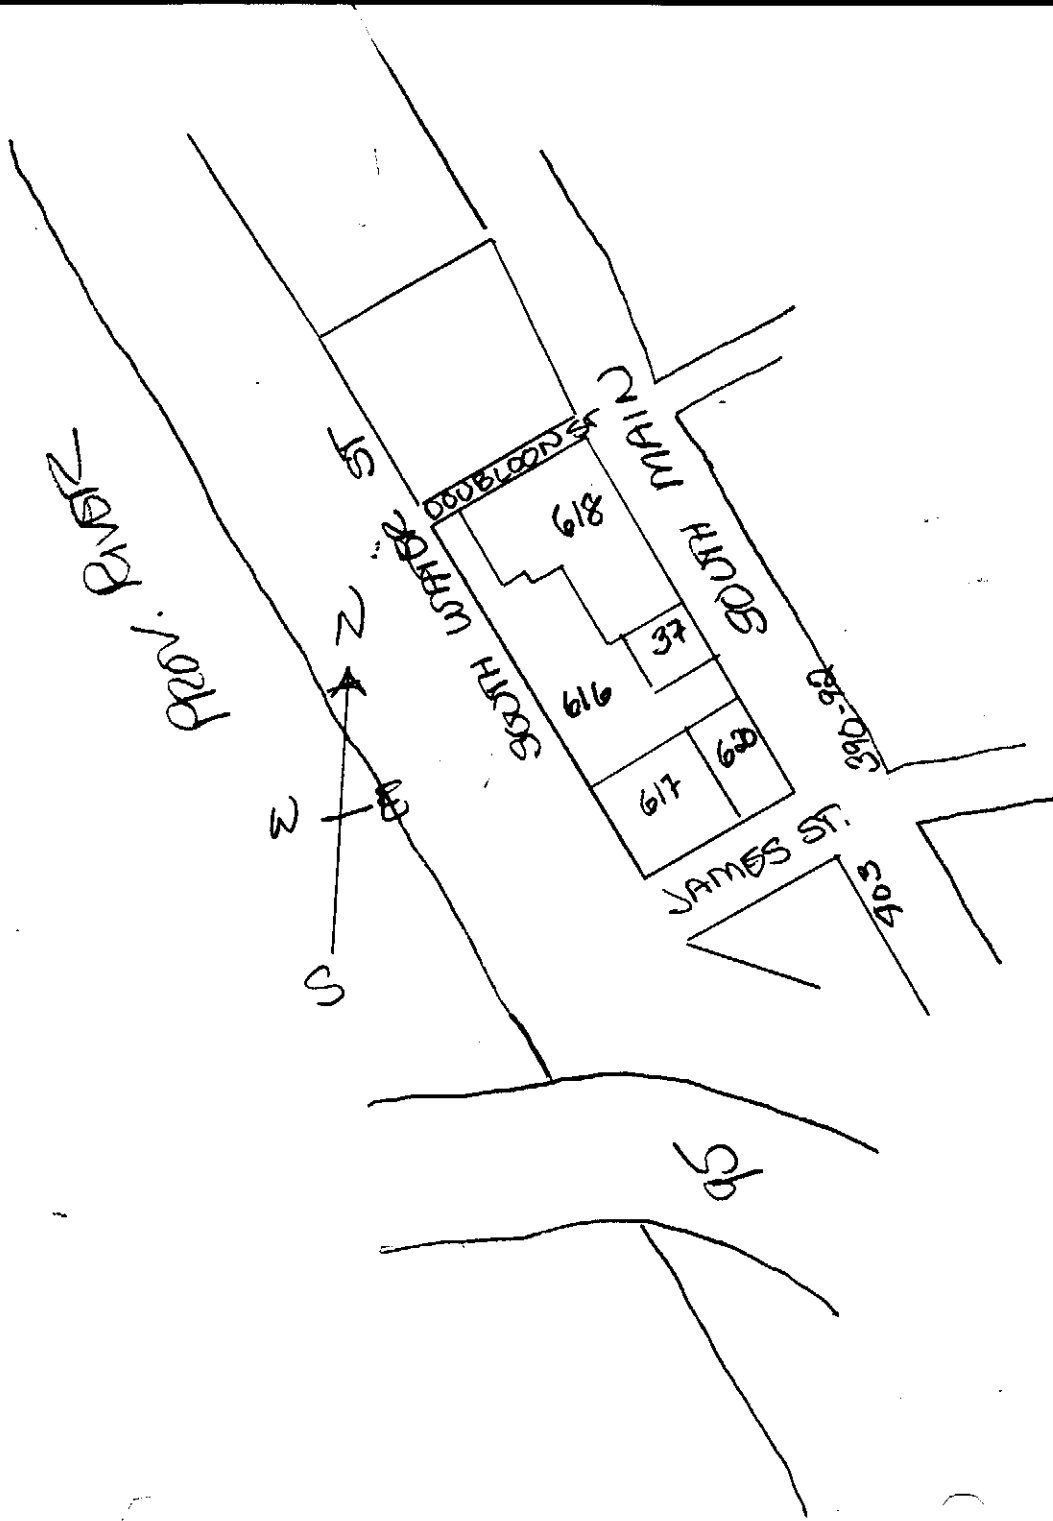 PROV. RIVER
SOUTH WATER ST
DOUBLOON ST
SOUTH MAIN
618
37
616
620
617
JAMES ST.
390-92
403
N
W
E
S
95